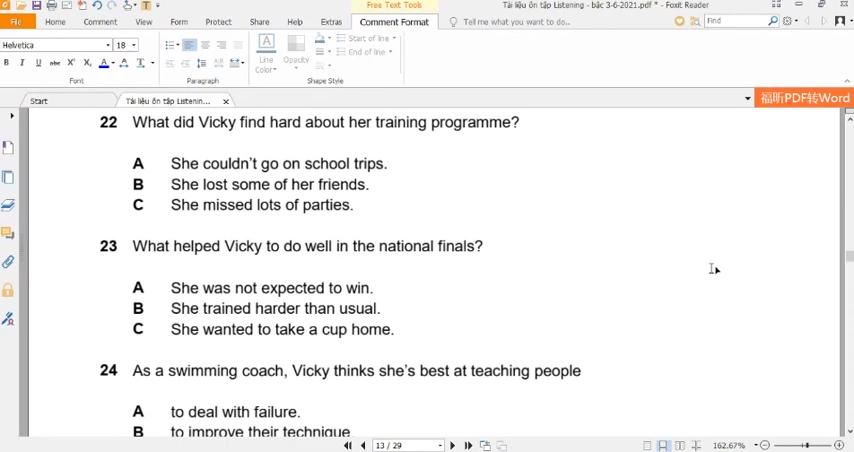 Free Text Tools
Tài liệu ôn tập Listening - bậc 3-6-2021.pdf * - Foxit Reader
File Home Comment View Form Protect Share Help Extras Comment Format Tell me what you want to do... Find
Helvetica 18
Start of line
End of line
B I U abc X² X₂ A A T
Line Color Opacity
Font Paragraph Shape Style
Start Tài liệu ôn tập Listenin... 福昕PDF转Word
22 What did Vicky find hard about her training programme?
A She couldn't go on school trips.
B She lost some of her friends.
C She missed lots of parties.
23 What helped Vicky to do well in the national finals?
A She was not expected to win.
B She trained harder than usual.
C She wanted to take a cup home.
24 As a swimming coach, Vicky thinks she's best at teaching people
A to deal with failure.
B to improve their technique.
13 / 29 162.67%